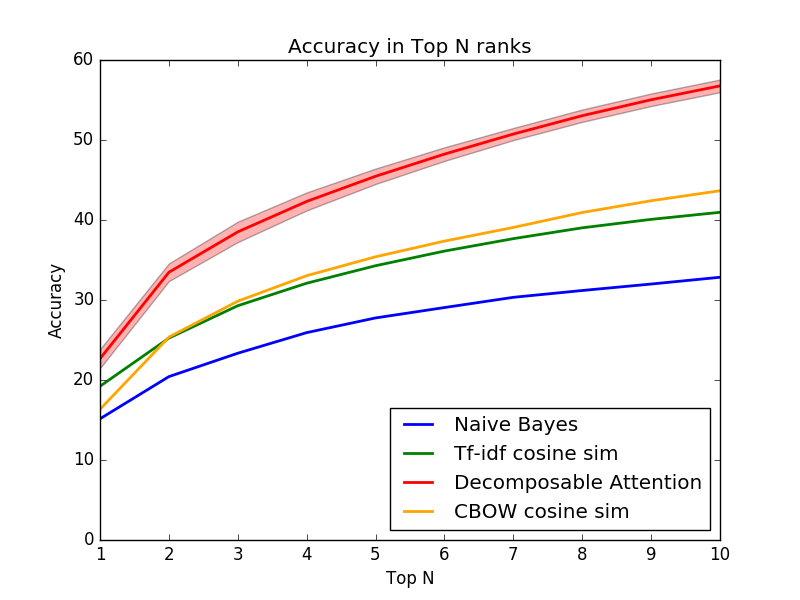 Accuracy in Top N ranks
60
50
40
30
20
10
0
Accuracy
1 2 3 4 5 6 7 8 9 10
Top N
Naive Bayes
Tf-idf cosine sim
Decomposable Attention
CBOW cosine sim